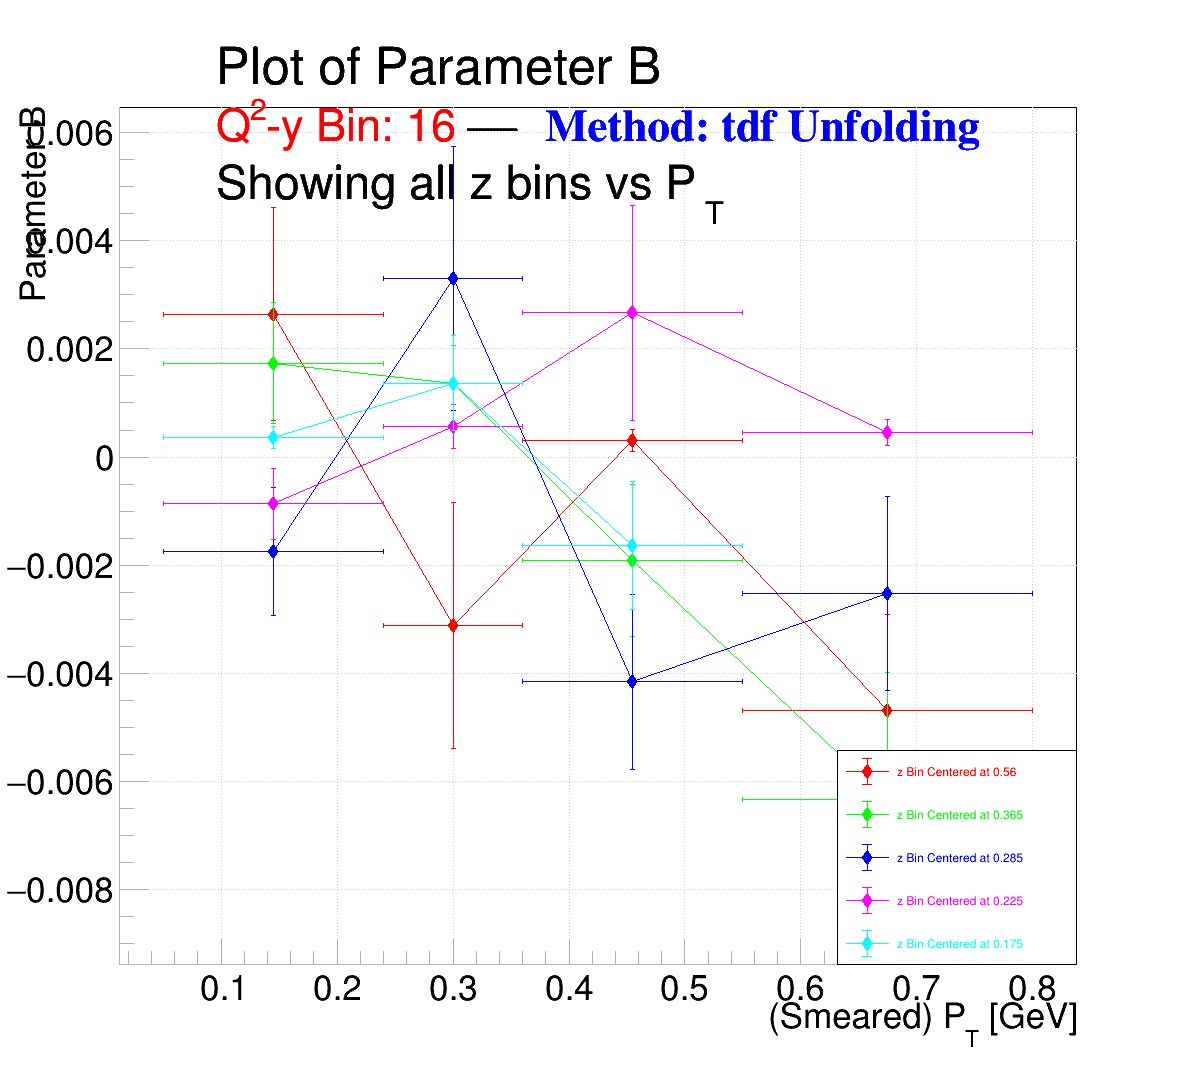 Plot of Parameter B
Q²-y Bin: 16 — Method: tdf Unfolding
Showing all z bins vs P_T
Parameter B
0.006
0.004
0.002
0
−0.002
−0.004
−0.006
−0.008
z Bin Centered at 0.56
z Bin Centered at 0.365
z Bin Centered at 0.285
z Bin Centered at 0.225
z Bin Centered at 0.175
0.1 0.2 0.3 0.4 0.5 0.6 0.7 0.8
(Smeared) P_T [GeV]